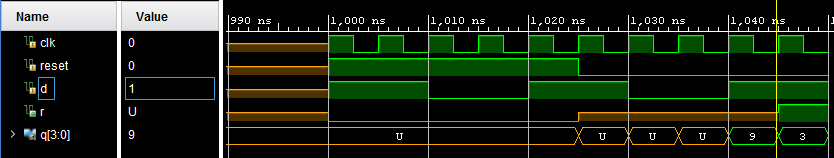 Name Value 990 ns 1,000 ns 1,010 ns 1,020 ns 1,030 ns 1,040 ns
clk 0
reset 0
d 1
r U
q[3:0] 9 U U U U 9 3